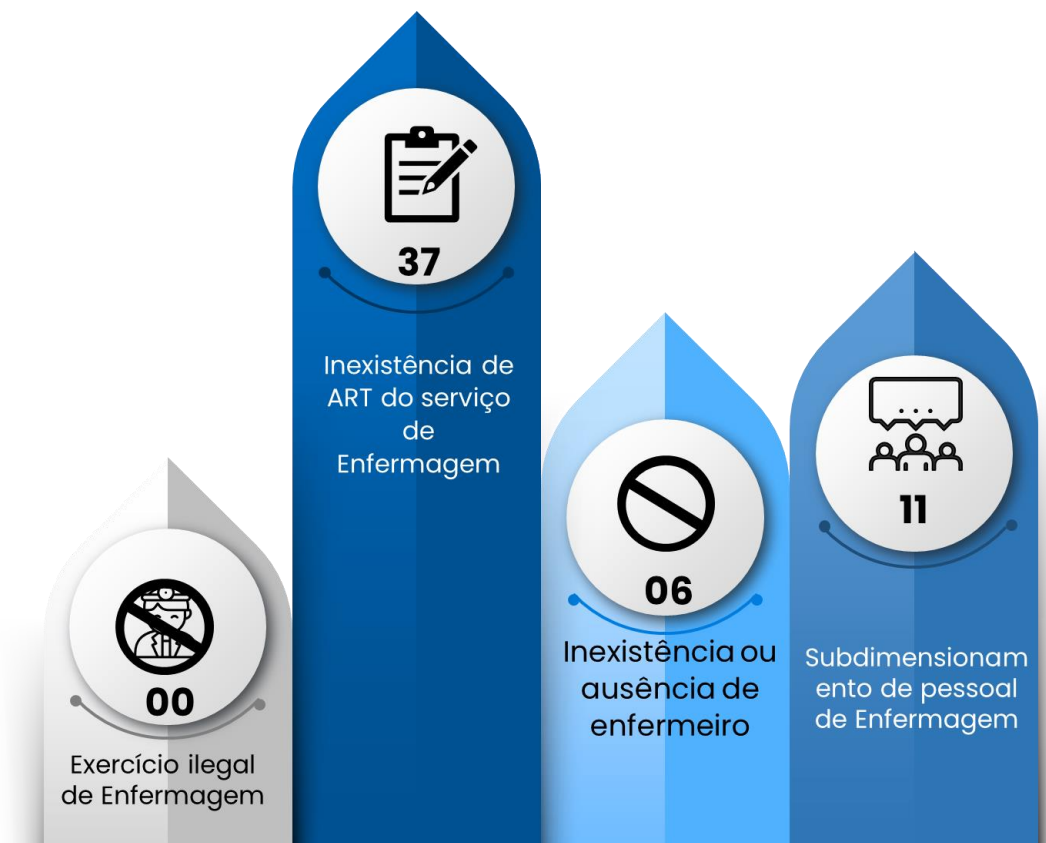 00
Exercício ilegal
de Enfermagem
37
Inexistência de
ART do serviço
de
Enfermagem
06
Inexistência ou
ausência de
enfermeiro
11
Subdimensionam
ento de pessoal
de Enfermagem